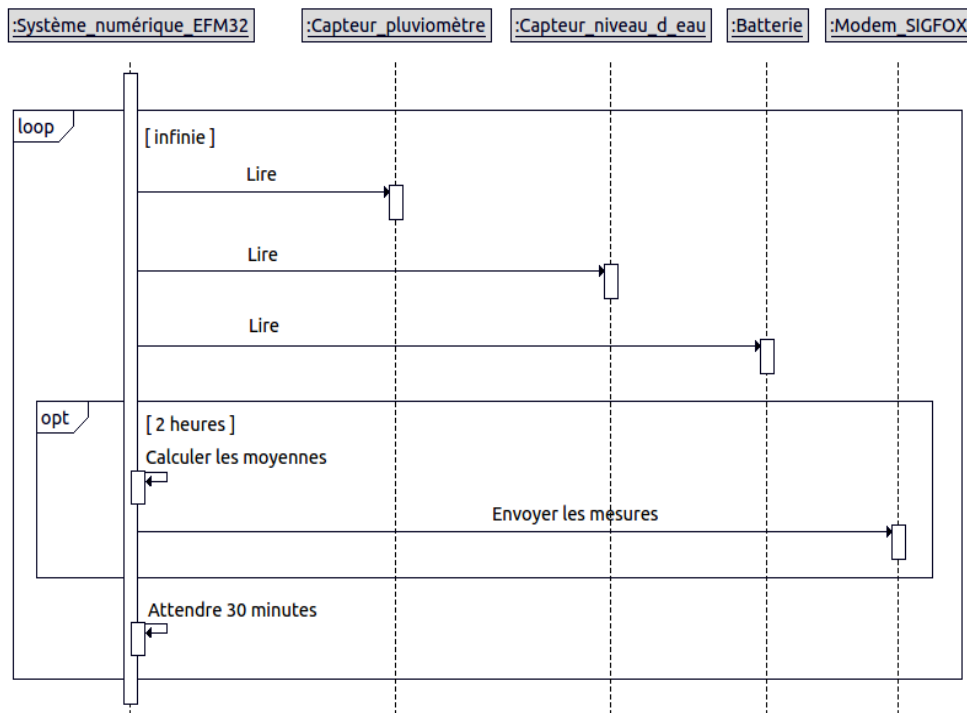 :Système_numérique_EFM32 :Capteur_pluviomètre :Capteur_niveau_d_eau :Batterie :Modem_SIGFOX
loop
[ infinie ]
Lire
Lire
Lire
opt
[ 2 heures ]
Calculer les moyennes
Envoyer les mesures
Attendre 30 minutes